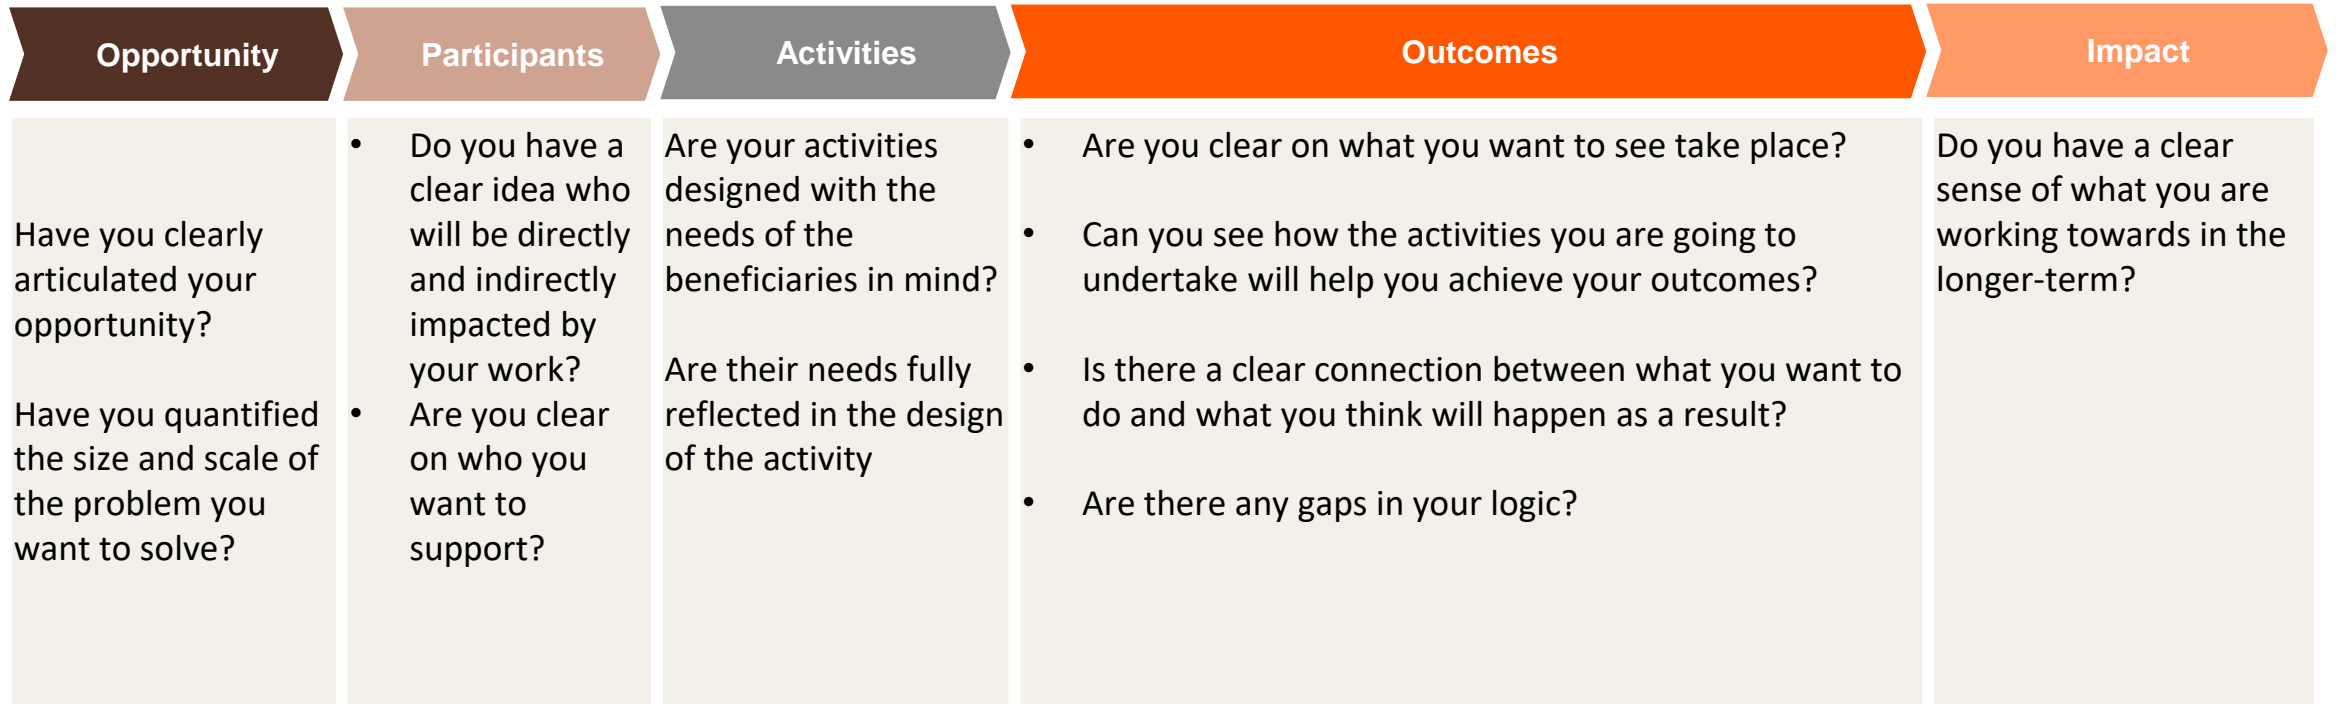 Opportunity
Participants
Activities
Outcomes
Impact
Have you clearly
articulated your
opportunity?
Have you quantified
the size and scale of
the problem you
want to solve?
• Do you have a
clear idea who
will be directly
and indirectly
impacted by
your work?
• Are you clear
on who you
want to
support?
Are your activities
designed with the
needs of the
beneficiaries in mind?
Are their needs fully
reflected in the design
of the activity
• Are you clear on what you want to see take place?
• Can you see how the activities you are going to
undertake will help you achieve your outcomes?
• Is there a clear connection between what you want to
do and what you think will happen as a result?
• Are there any gaps in your logic?
Do you have a clear
sense of what you are
working towards in the
longer-term?